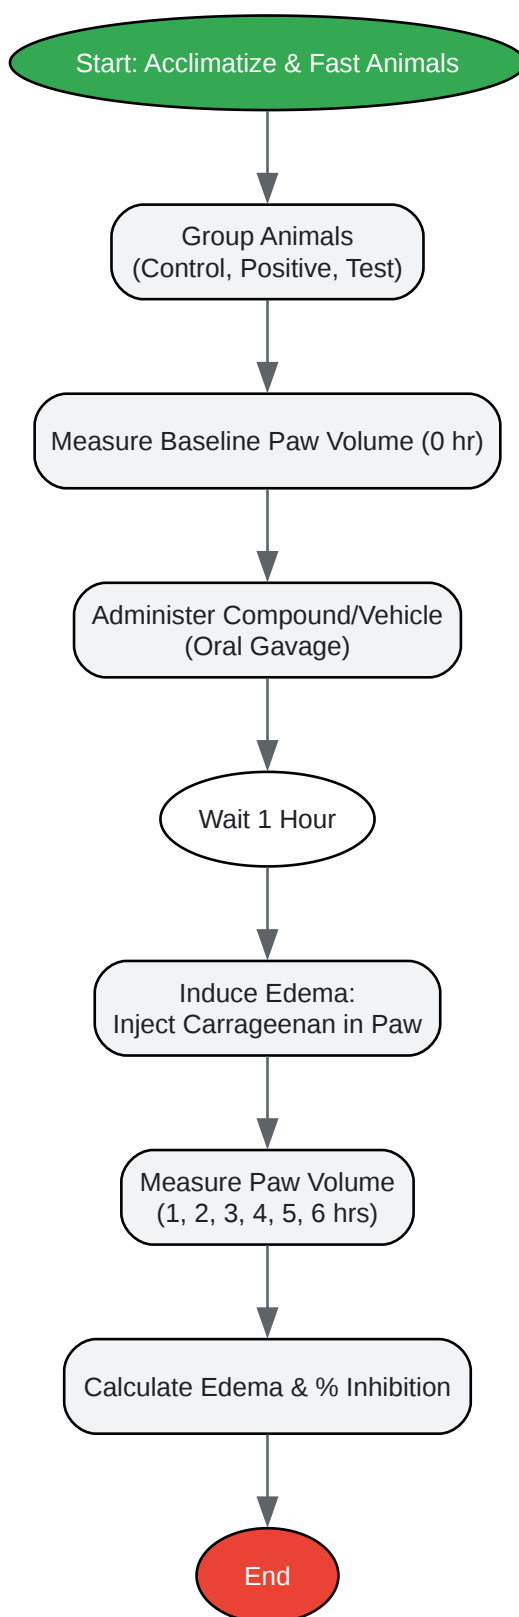 Start: Acclimatize & Fast Animals
Group Animals
(Control, Positive, Test)
Measure Baseline Paw Volume (0 hr)
Administer Compound/Vehicle
(Oral Gavage)
Wait 1 Hour
Induce Edema:
Inject Carrageenan in Paw
Measure Paw Volume
(1, 2, 3, 4, 5, 6 hrs)
Calculate Edema & % Inhibition
End